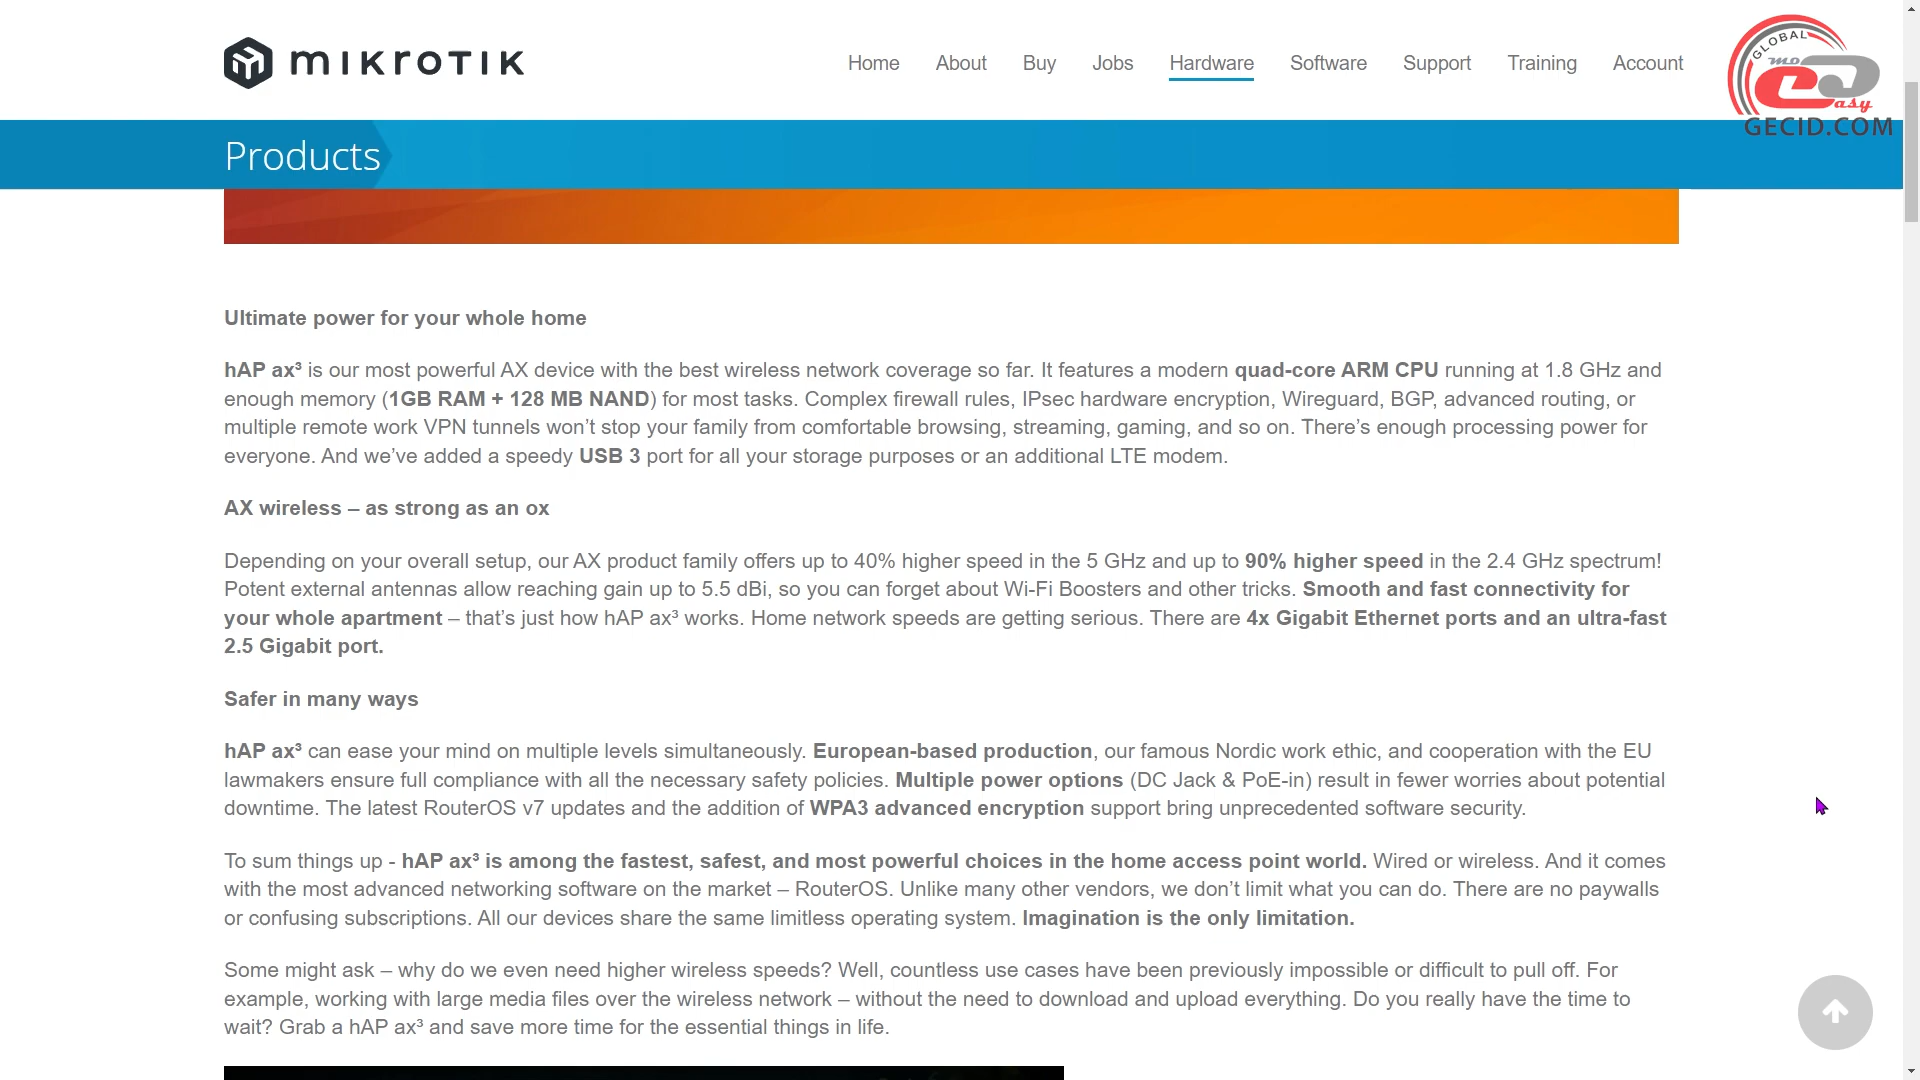 mikrotik
Home About Buy Jobs Hardware Software Support Training Account
GLOBAL
mo
asy
GECID.COM
Products
Ultimate power for your whole home
hAP ax³ is our most powerful AX device with the best wireless network coverage so far. It features a modern quad-core ARM CPU running at 1.8 GHz and
enough memory (1GB RAM + 128 MB NAND) for most tasks. Complex firewall rules, IPsec hardware encryption, Wireguard, BGP, advanced routing, or
multiple remote work VPN tunnels won’t stop your family from comfortable browsing, streaming, gaming, and so on. There’s enough processing power for
everyone. And we’ve added a speedy USB 3 port for all your storage purposes or an additional LTE modem.
AX wireless – as strong as an ox
Depending on your overall setup, our AX product family offers up to 40% higher speed in the 5 GHz and up to 90% higher speed in the 2.4 GHz spectrum!
Potent external antennas allow reaching gain up to 5.5 dBi, so you can forget about Wi-Fi Boosters and other tricks. Smooth and fast connectivity for
your whole apartment – that’s just how hAP ax³ works. Home network speeds are getting serious. There are 4x Gigabit Ethernet ports and an ultra-fast
2.5 Gigabit port.
Safer in many ways
hAP ax³ can ease your mind on multiple levels simultaneously. European-based production, our famous Nordic work ethic, and cooperation with the EU
lawmakers ensure full compliance with all the necessary safety policies. Multiple power options (DC Jack & PoE-in) result in fewer worries about potential
downtime. The latest RouterOS v7 updates and the addition of WPA3 advanced encryption support bring unprecedented software security.
To sum things up - hAP ax³ is among the fastest, safest, and most powerful choices in the home access point world. Wired or wireless. And it comes
with the most advanced networking software on the market – RouterOS. Unlike many other vendors, we don’t limit what you can do. There are no paywalls
or confusing subscriptions. All our devices share the same limitless operating system. Imagination is the only limitation.
Some might ask – why do we even need higher wireless speeds? Well, countless use cases have been previously impossible or difficult to pull off. For
example, working with large media files over the wireless network – without the need to download and upload everything. Do you really have the time to
wait? Grab a hAP ax³ and save more time for the essential things in life.